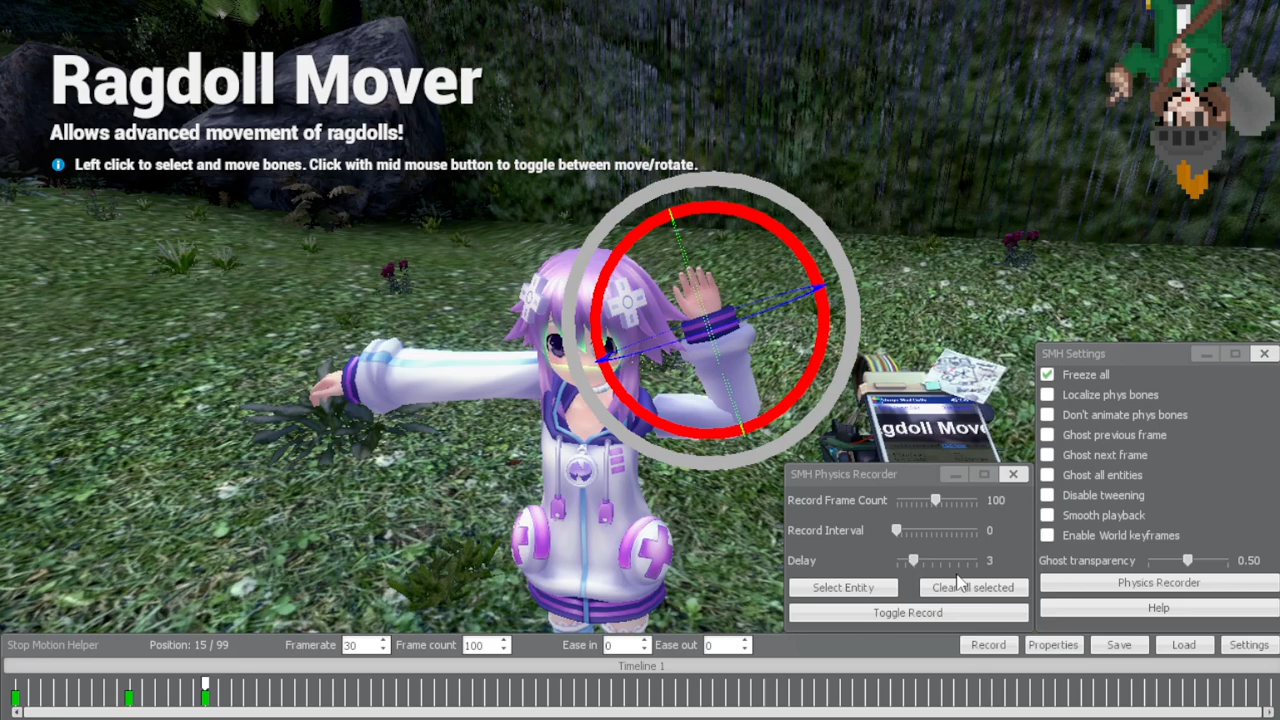 Ragdoll Mover
Allows advanced movement of ragdolls!
Left click to select and move bones. Click with mid mouse button to toggle between move/rotate.
SMH Settings
Freeze all
Localize phys bones
Don't animate phys bones
Ghost previous frame
Ghost next frame
Ghost all entities
Disable tweening
Smooth playback
Enable World keyframes
Ghost transparency 0.50
Physics Recorder
Help
gdoll Move
SMH Physics Recorder
Record Frame Count 100
Record Interval 0
Delay 3
Select Entity Clear all selected
Toggle Record
Stop Motion Helper Position: 15 / 99 Framerate 30 Frame count 100 Ease in 0 Ease out 0 Record Properties Save Load Settings
Timeline 1